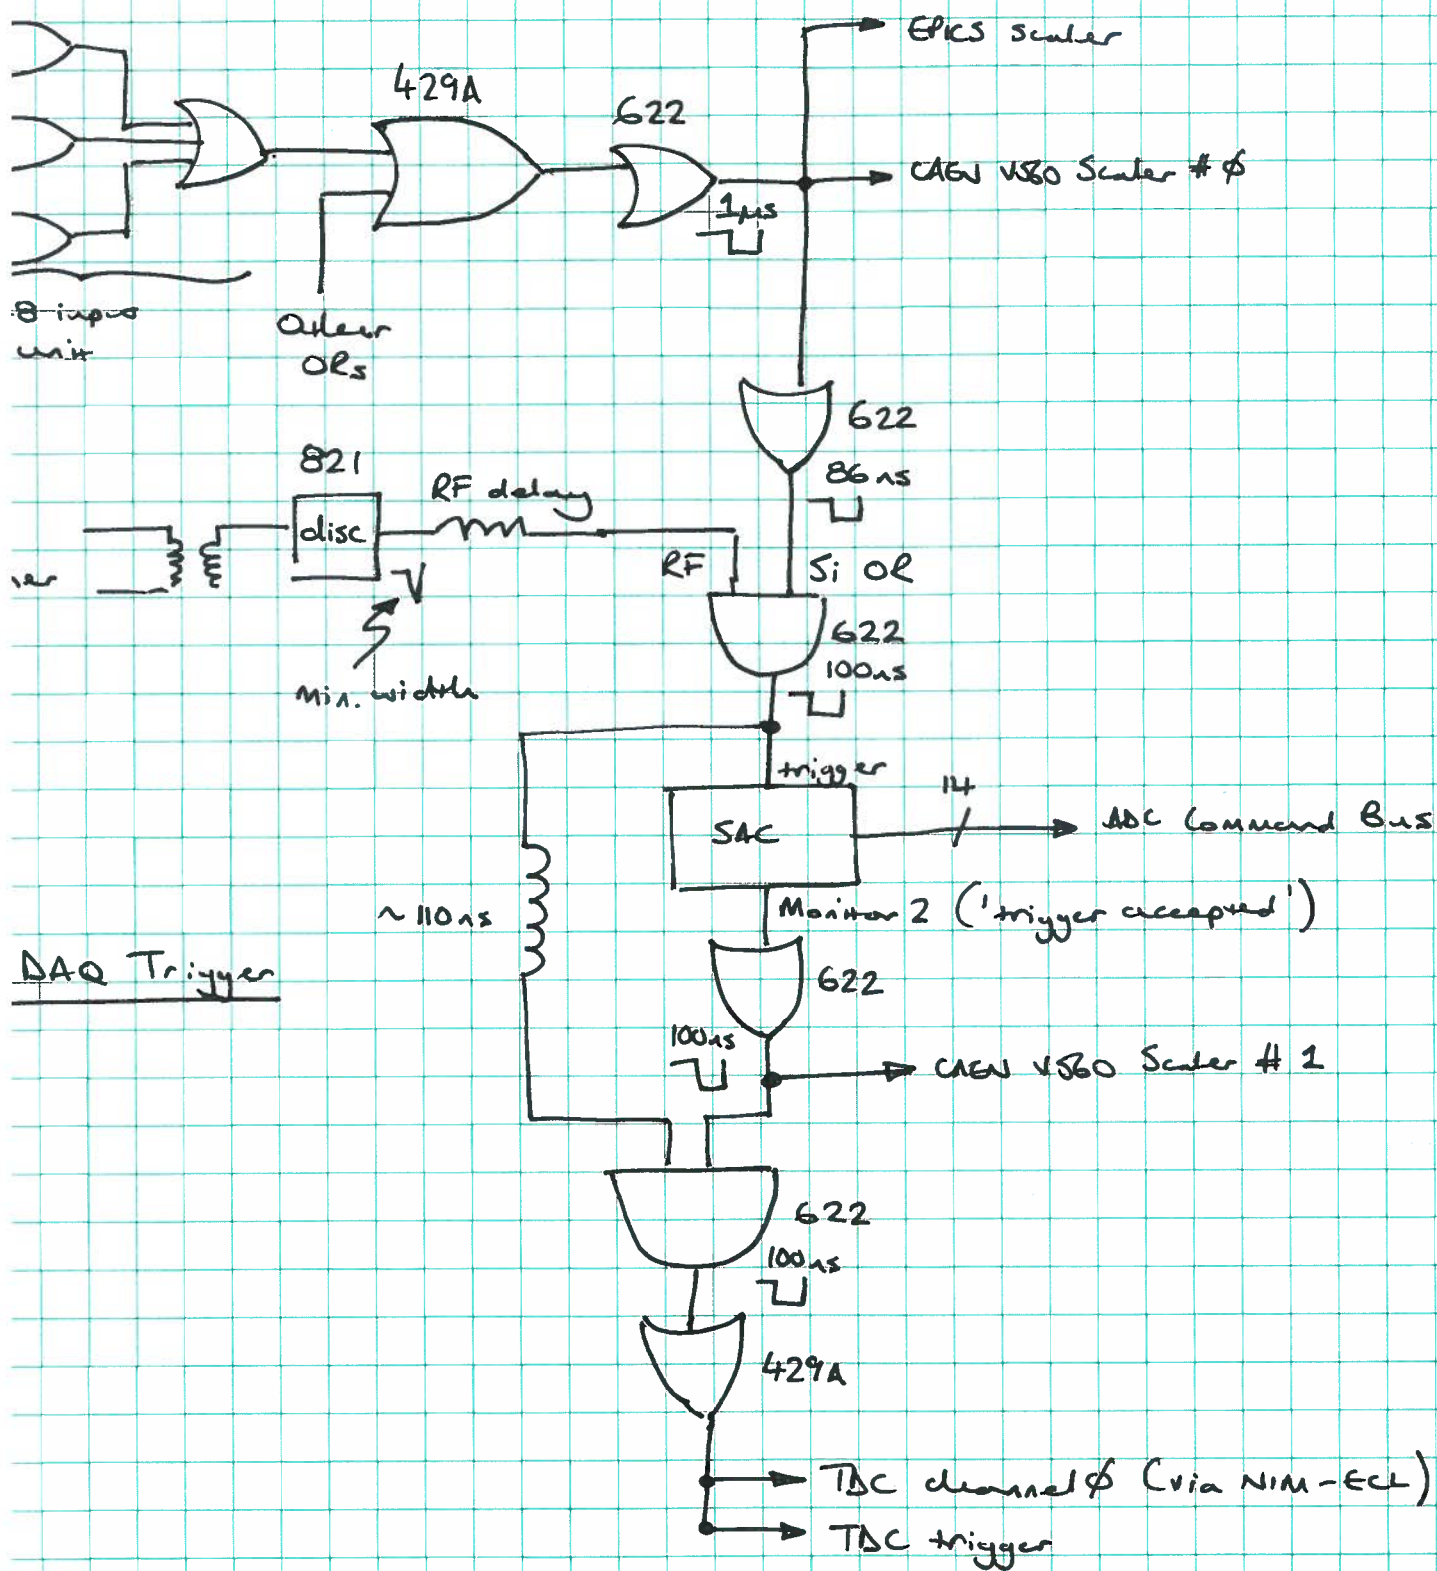 EPICS scaler
429A
622
CAEN V560 Scaler # 0
1μs
8 input
unit
Other
ORs
622
821
86ns
RF delay
disc
RF
Si OR
622
100ns
Min. width
trigger
14
SAC
ADC Command Bus
~110ns
Monitor 2 ('trigger accepted')
DAQ Trigger
622
100ns
CAEN V560 Scaler # 1
622
100ns
429A
TDC channel 0 (via NIM-ECL)
TDC trigger